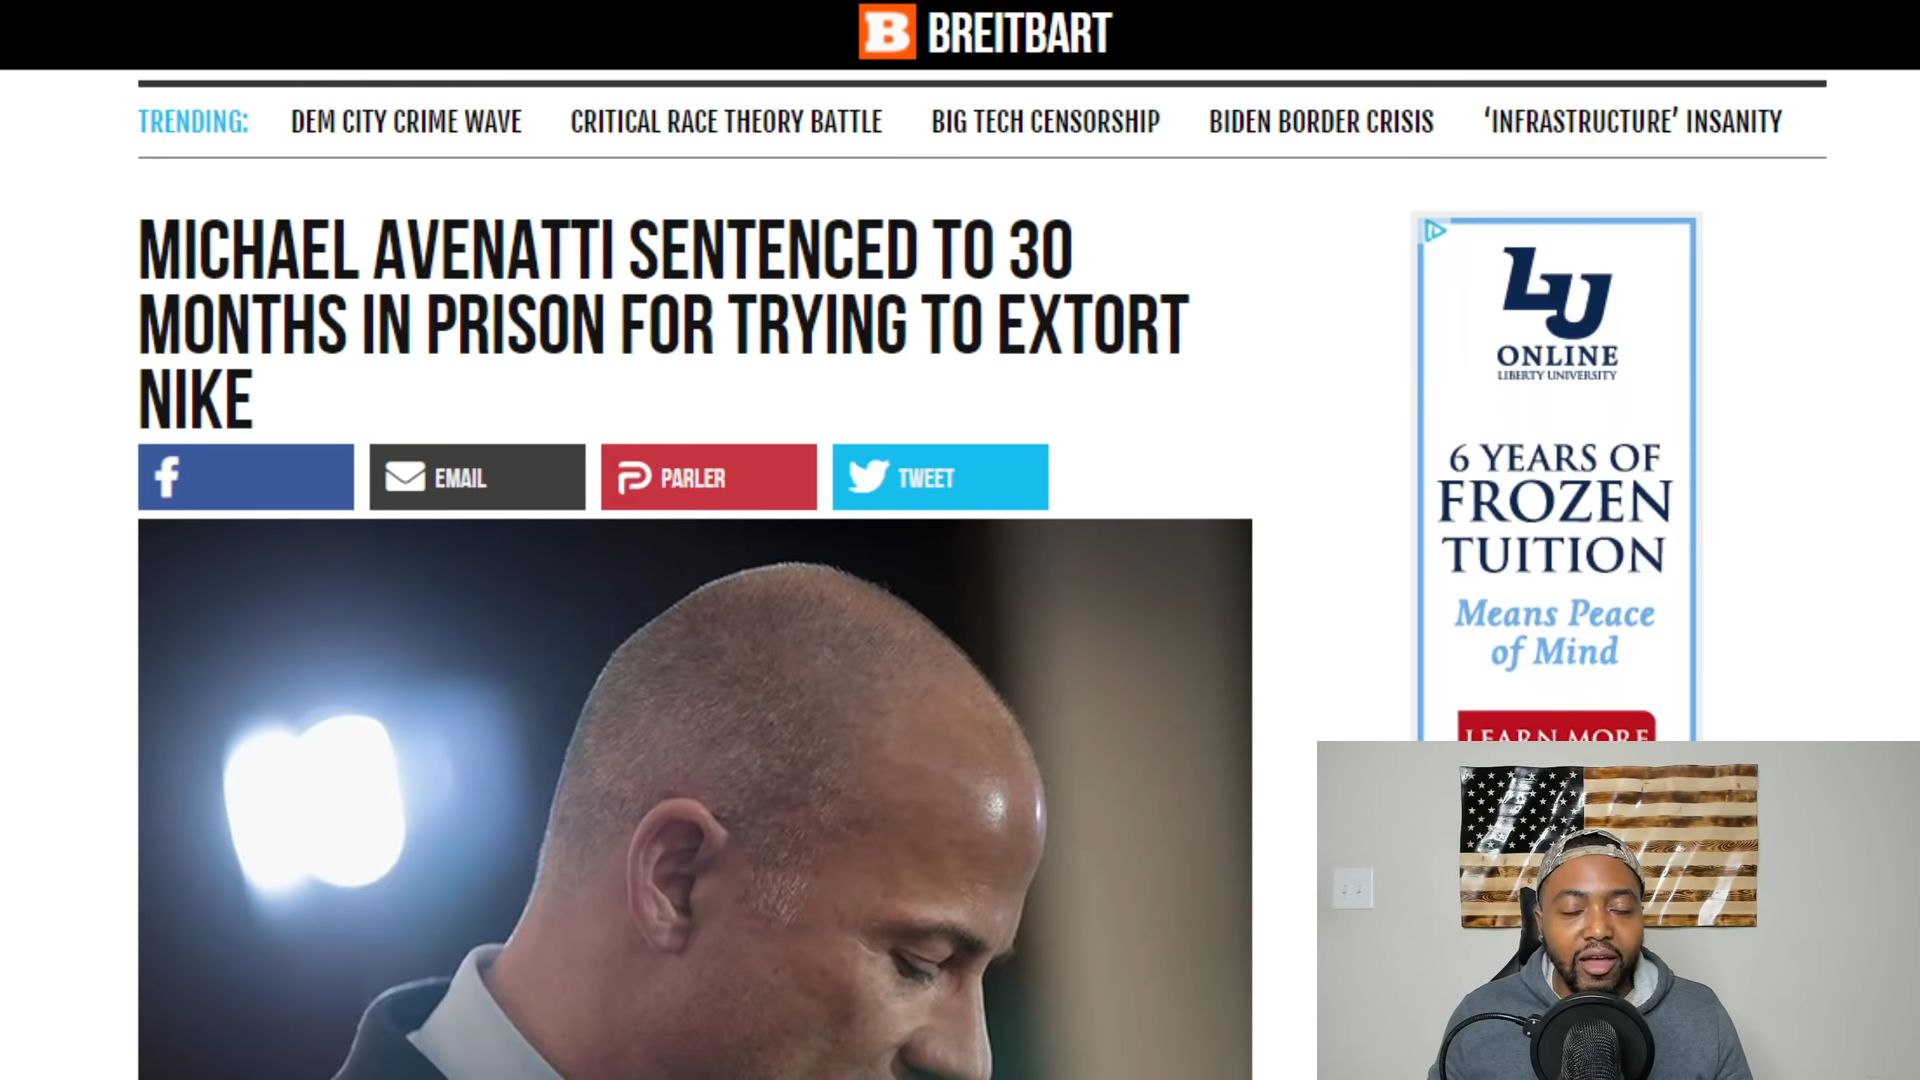 B BREITBART
TRENDING: DEM CITY CRIME WAVE CRITICAL RACE THEORY BATTLE BIG TECH CENSORSHIP BIDEN BORDER CRISIS ‘INFRASTRUCTURE’ INSANITY
MICHAEL AVENATTI SENTENCED TO 30
MONTHS IN PRISON FOR TRYING TO EXTORT
NIKE
f EMAIL PARLER TWEET
LU
ONLINE
LIBERTY UNIVERSITY
6 YEARS OF
FROZEN
TUITION
Means Peace
of Mind
LEARN MORE